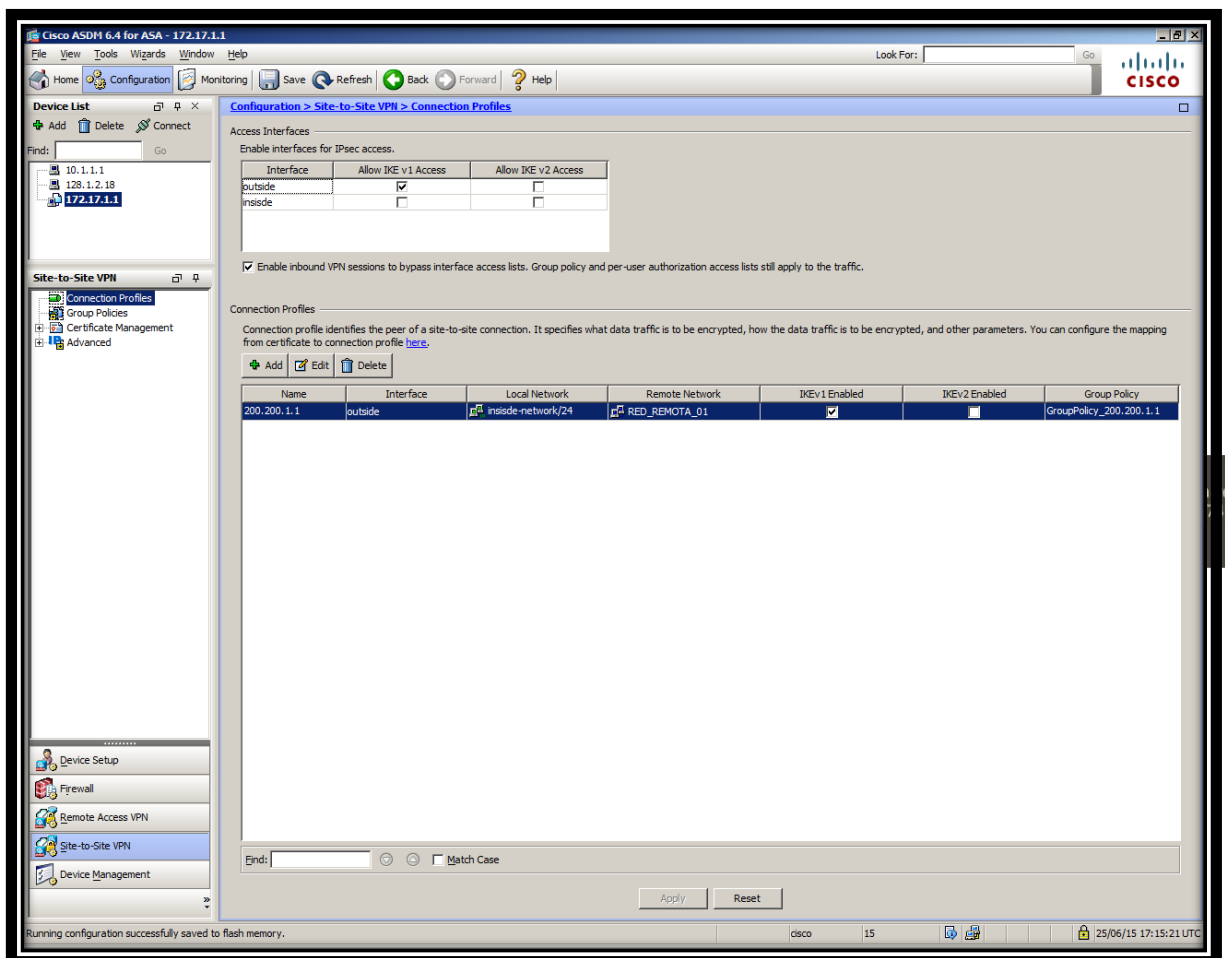 Cisco ASDM 6.4 for ASA - 172.17.1.1
File View Tools Wizards Window Help
Look For:
Go
Home Configuration Monitoring Save Refresh Back Forward Help
CISCO
Device List
Add Delete Connect
Find:
Go
10.1.1.1
128.1.2.18
172.17.1.1
Site-to-Site VPN
Connection Profiles
Group Policies
Certificate Management
Advanced
Device Setup
Firewall
Remote Access VPN
Site-to-Site VPN
Device Management
Configuration > Site-to-Site VPN > Connection Profiles
Access Interfaces
Enable interfaces for IPsec access.
Interface Allow IKE v1 Access Allow IKE v2 Access
outside
insisde
Enable inbound VPN sessions to bypass interface access lists. Group policy and per-user authorization access lists still apply to the traffic.
Connection Profiles
Connection profile identifies the peer of a site-to-site connection. It specifies what data traffic is to be encrypted, how the data traffic is to be encrypted, and other parameters. You can configure the mapping
from certificate to connection profile here.
Add Edit Delete
Name Interface Local Network Remote Network IKEv1 Enabled IKEv2 Enabled Group Policy
200.200.1.1 outside insisde-network/24 RED_REMOTA_01 GroupPolicy_200.200.1.1
Find: Match Case
Apply Reset
Running configuration successfully saved to flash memory.
cisco 15 25/06/15 17:15:21 UTC